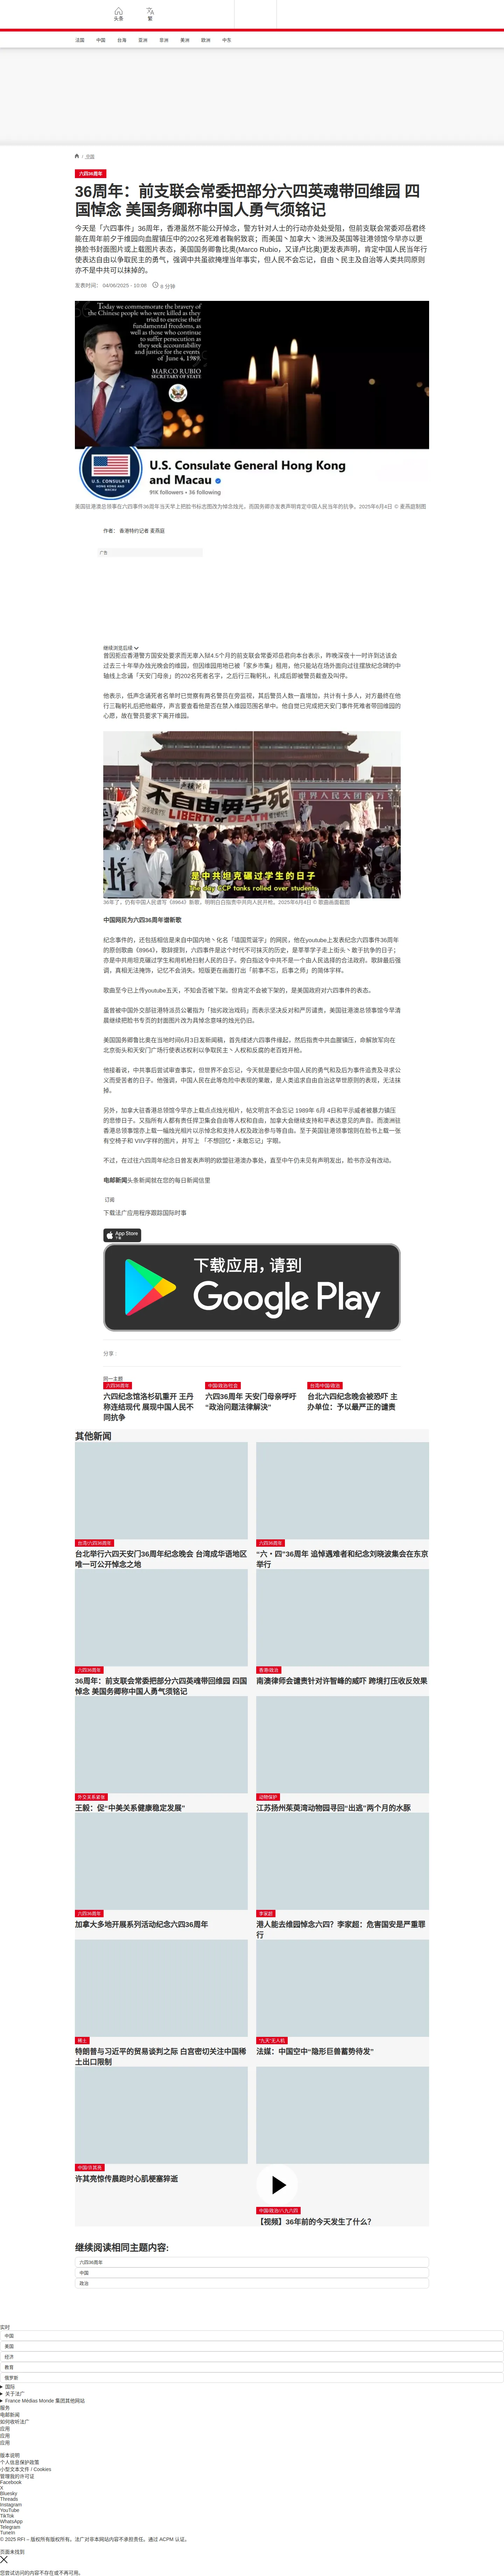 头条
繁
法国
中国
台海
亚洲
非洲
美洲
欧洲
中东
/ 中国
六四36周年
36周年：前支联会常委把部分六四英魂带回维园 四国悼念 美国务卿称中国人勇气须铭记
今天是「六四事件」36周年，香港虽然不能公开悼念，警方针对人士的行动亦处处受阻，但前支联会常委邓岳君终能在周年前夕于维园向血腥镇压中的202名死难者鞠躬致哀；而美国丶加拿大丶澳洲及英国等驻港领馆今早亦以更换脸书封面图片或上载图片表态，美国国务卿鲁比奥(Marco Rubio，又译卢比奥)更发表声明，肯定中国人民当年行使表达自由以争取民主的勇气，强调中共虽欲掩埋当年事实，但人民不会忘记，自由丶民主及自治等人类共同原则亦不是中共可以抹掉的。
发表时间： 04/06/2025 - 10:06
8 分钟
Today we commemorate the bravery of
the Chinese people who were killed as they
tried to exercise their
fundamental freedoms, as
well as those who continue
to suffer persecution as they
seek accountability
and justice for the events
of June 4, 1989.
MARCO RUBIO
SECRETARY OF STATE
U.S. CONSULATE
HONG KONG
AND MACAU
U.S. Consulate General Hong Kong and Macau
91K followers • 36 following
美国驻港澳总领事在六四事件36周年当天早上把脸书标志图改为悼念烛光，而国务卿亦发表声明肯定中国人民当年的抗争。2025年6月4日 © 麦燕庭制图
作者： 香港特约记者 麦燕庭
广告
继续浏览后续
曾因拒应香港警方国安处要求而无辜入狱4.5个月的前支联会常委邓岳君向本台表示，昨晚深夜十一时许到达该会过去三十年举办烛光晚会的维园，但因维园用地已被「家乡市集」租用，他只能站在场外面向过往摆放纪念碑的中轴线上念诵「天安门母亲」的202名死者名字，之后行三鞠躬礼，礼成后即被警员截查及叫停。
他表示，低声念诵死者名单时已觉察有两名警员在旁监视，其后警员人数一直增加，共计有十多人，对方最终在他行三鞠躬礼后把他截停，声言要查看他是否在禁入维园范围名单中。他自觉已完成把天安门事件死难者带回维园的心愿，故在警员要求下离开维园。
不自由毋宁死
LIBERTY or DEATH
是中共坦克碾过学生的日子
the day CCP tanks rolled over students
36年了，仍有中国人民谱写《8964》新歌，明明白白指责中共向人民开枪。2025年6月4日 © 歌曲画面截图
中国网民为六四36周年谱新歌
纪念事件的，还包括相信是来自中国内地丶化名「墙国荒诞字」的网民，他在youtube上发表纪念六四事件36周年的原创歌曲《8964》，歌辞提到，六四事件是这个时代不可抹灭的历史，是莘莘学子走上街头丶敢于抗争的日子；亦是中共用坦克碾过学生和用机枪扫射人民的日子。旁白指这令中共不是一个由人民选择的合法政府。歌辞最后强调，真相无法掩饰，记忆不会消失。短版更在画面打出「前事不忘，后事之师」的简体字样。
歌曲至今已上传youtube五天，不知会否被下架。但肯定不会被下架的，是美国政府对六四事件的表态。
虽曾被中国外交部驻港特派员公署指为「拙劣政治戏码」而表示坚决反对和严厉谴责，美国驻港澳总领事馆今早清晨继续把脸书专页的封面图片改为具悼念意味的烛光仍旧。
美国国务卿鲁比奥在当地时间6月3日发新闻稿，首先缕述六四事件缘起，然后指责中共血腥镇压，命解放军向在北京街头和天安门广场行使表达权利以争取民主丶人权和反腐的老百姓开枪。
他接着说，中共事后尝试审查事实，但世界不会忘记，今天就是要纪念中国人民的勇气和及后为事件追责及寻求公义而受苦者的日子。他强调，中国人民在此等危险中表现的果敢，是人类追求自由自治这举世原则的表现，无法抹掉。
另外，加拿大驻香港总领馆今早亦上载点点烛光相片，帖文明言不会忘记 1989年 6月 4日和平示威者被暴力镇压的悲惨日子。又指所有人都有责任捍卫集会自由等人权和自由，加拿大会继续支持和平表达意见的声音。而澳洲驻香港总领事馆亦上载一幅烛光相片以示悼念和支持人权及政治参与等自由。至于英国驻港领事馆则在脸书上载一张有空椅子和 VIIV字样的图片，并写上 「不想回忆・未敢忘记」字眼。
不过，在过往六四周年纪念日曾发表声明的欧盟驻港澳办事处，直至中午仍未见有声明发出，脸书亦没有改动。
电邮新闻头条新闻就在您的每日新闻信里
订阅
下载法广应用程序跟踪国际时事
App Store
下载
下载应用，请到
Google Play
分享 :
同一主题
六四36周年
六四纪念馆洛杉矶重开 王丹称连结现代 展现中国人民不同抗争
中国/政治/社会
六四36周年 天安门母亲呼吁“政治问题法律解决”
台湾/中国/政治
台北六四纪念晚会被恐吓 主办单位：予以最严正的谴责
其他新闻
台湾/六四36周年
台北举行六四天安门36周年纪念晚会 台湾成华语地区唯一可公开悼念之地
六四36周年
“六・四”36周年 追悼遇难者和纪念刘晓波集会在东京举行
六四36周年
36周年：前支联会常委把部分六四英魂带回维园 四国悼念 美国务卿称中国人勇气须铭记
香港/政治
南澳律师会谴责针对许智峰的威吓 跨境打压收反效果
外交关系更张
王毅：促“中美关系健康稳定发展”
动物保护
江苏扬州茱萸湾动物园寻回“出逃”两个月的水豚
六四36周年
加拿大多地开展系列活动纪念六四36周年
李家超
港人能去维园悼念六四？李家超：危害国安是严重罪行
稀土
特朗普与习近平的贸易谈判之际 白宫密切关注中国稀土出口限制
“九天”无人机
法媒：中国空中“隐形巨兽蓄势待发”
中国/许其亮
许其亮惊传晨跑时心肌梗塞猝逝
中国/政治/八九六四
【视频】36年前的今天发生了什么？
继续阅读相同主题内容:
六四36周年
中国
政治
实时
中国
美国
经济
教育
俄罗斯
国际
关于法广
France Médias Monde 集团其他网站
服务
电邮新闻
如何收听法广
应用
应用
应用
版本说明
个人信息保护政策
小型文本文件 / Cookies
管理我的许可证
Facebook
X
Bluesky
Threads
Instagram
YouTube
TikTok
WhatsApp
Telegram
TuneIn
© 2025 RFI – 版权所有版权所有。法广对非本网站内容不承担责任。通过 ACPM 认证。
页面未找到
您尝试访问的内容不存在或不再可用。